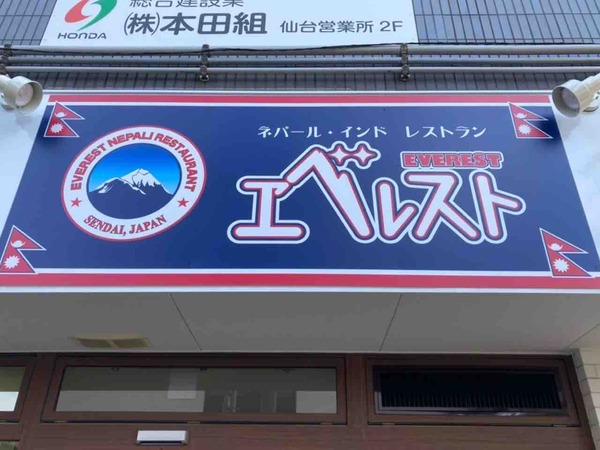 総合建設業
HONDA
㈱本田組 仙台営業所 2F
ネパール・インド レストラン
EVEREST
エベレスト
EVEREST NEPALI RESTAURANT
SENDAI, JAPAN